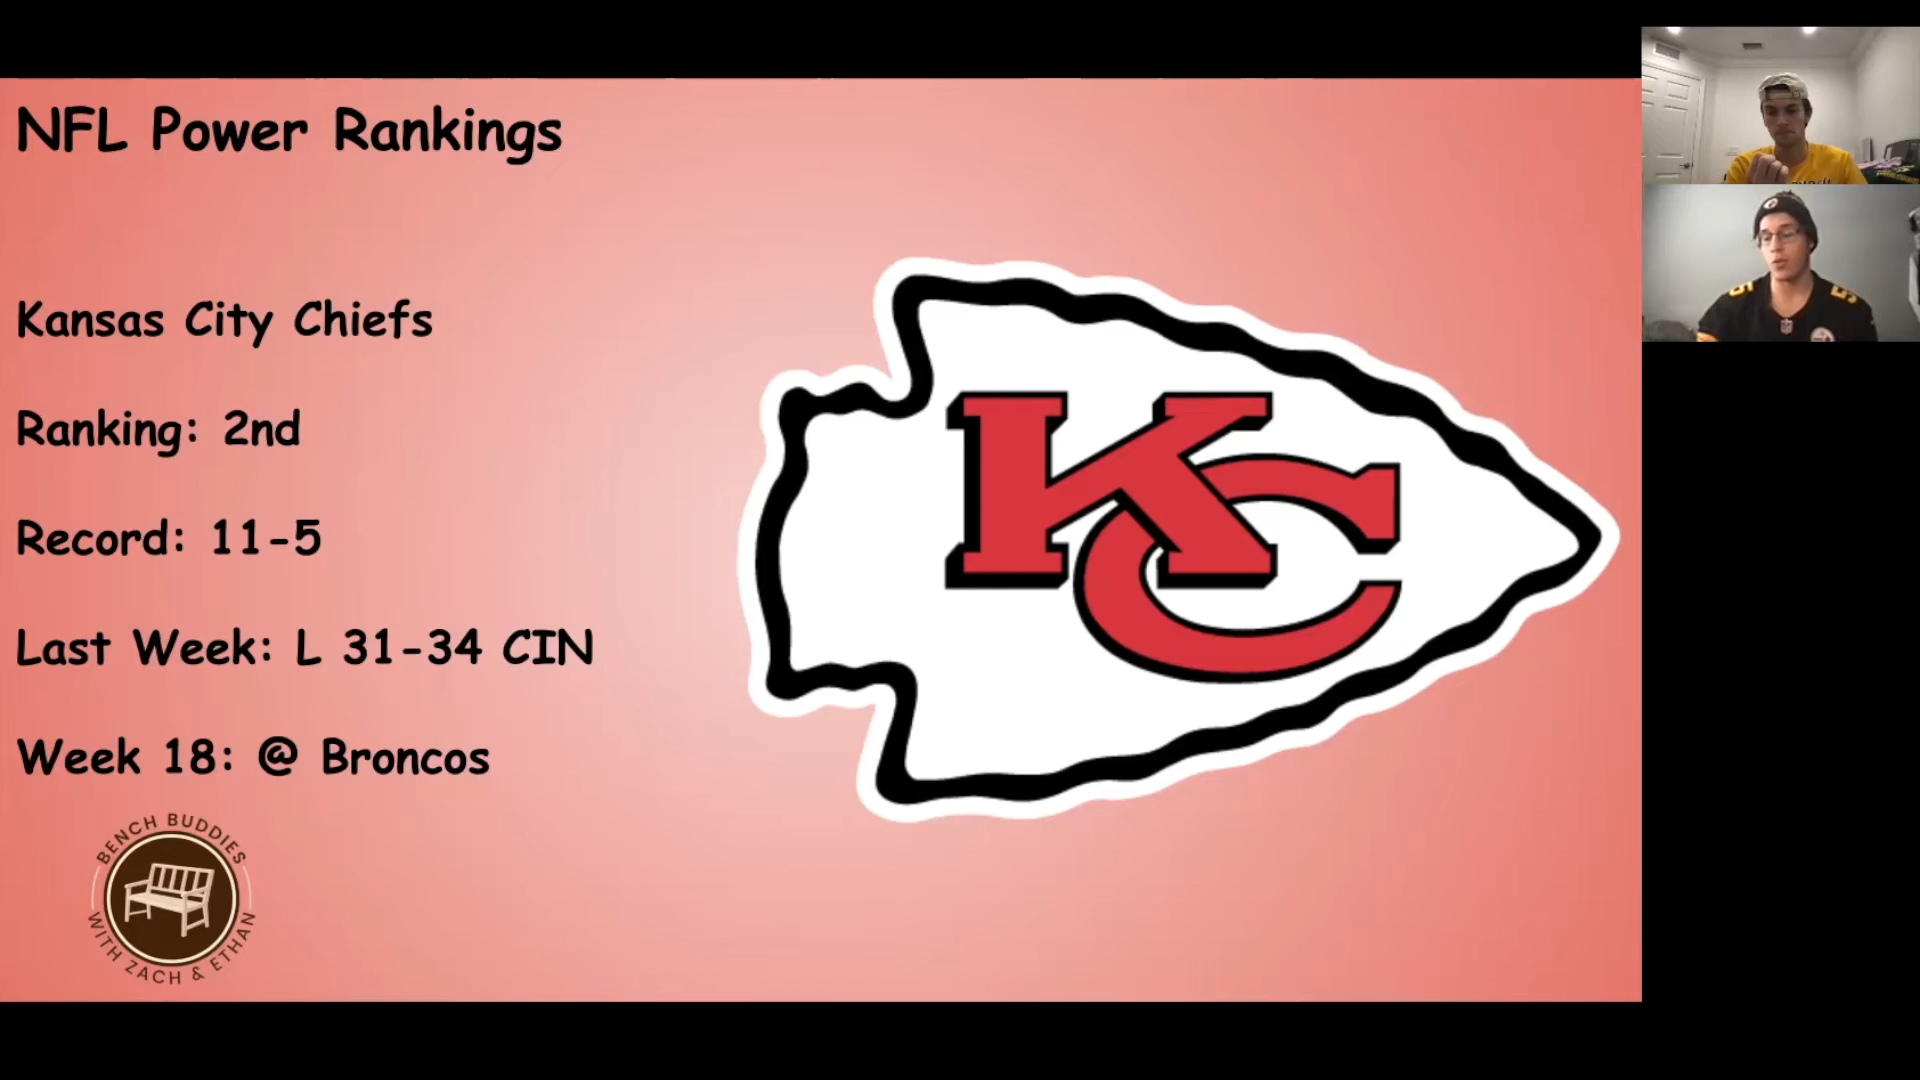 NFL Power Rankings
Kansas City Chiefs
Ranking: 2nd
Record: 11-5
Last Week: L 31-34 CIN
Week 18: @ Broncos
KC
BENCH BUDDIES
WITH ZACH & ETHAN